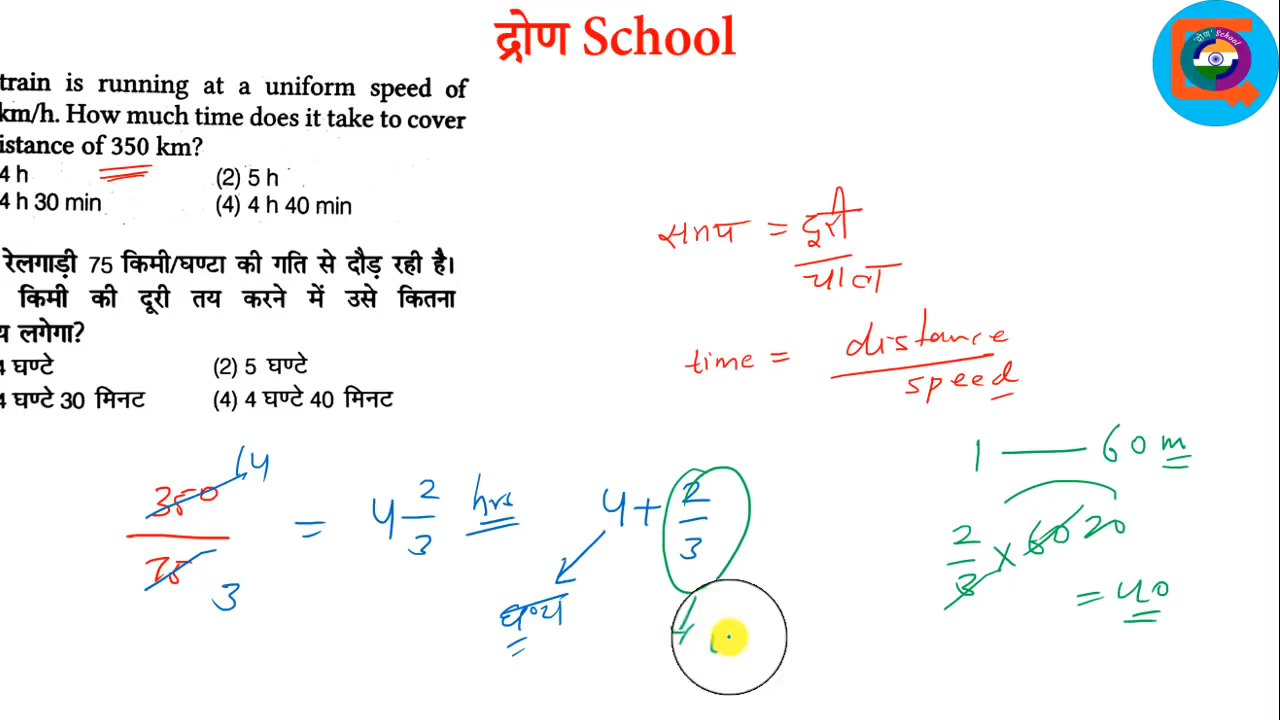 द्रोण School
"द्रोण" School
train is running at a uniform speed of
km/h. How much time does it take to cover
istance of 350 km?
4 h (2) 5 h
4 h 30 min (4) 4 h 40 min
रेलगाड़ी 75 किमी/घण्टा की गति से दौड़ रही है।
किमी की दूरी तय करने में उसे कितना
य लगेगा?
4 घण्टे (2) 5 घण्टे
4 घण्टे 30 मिनट (4) 4 घण्टे 40 मिनट
समय = दूरी
चाल
time = distance
speed
350 14
75 3
= 4 2/3 hrs
4 + 2/3
1 — 60 m
2/3 × 60 20
= 40